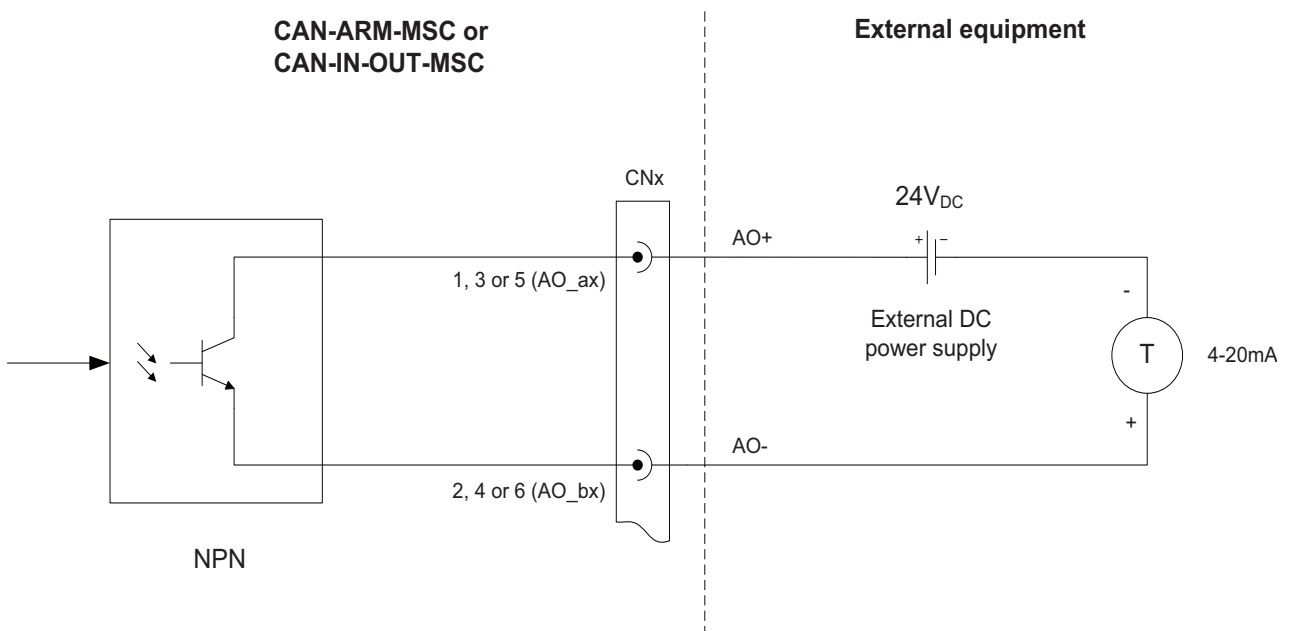 CAN-ARM-MSC or
CAN-IN-OUT-MSC
External equipment
CNx
24VDC
AO+
+ −
1, 3 or 5 (AO_ax)
-
External DC
power supply
T
4-20mA
+
AO-
2, 4 or 6 (AO_bx)
NPN